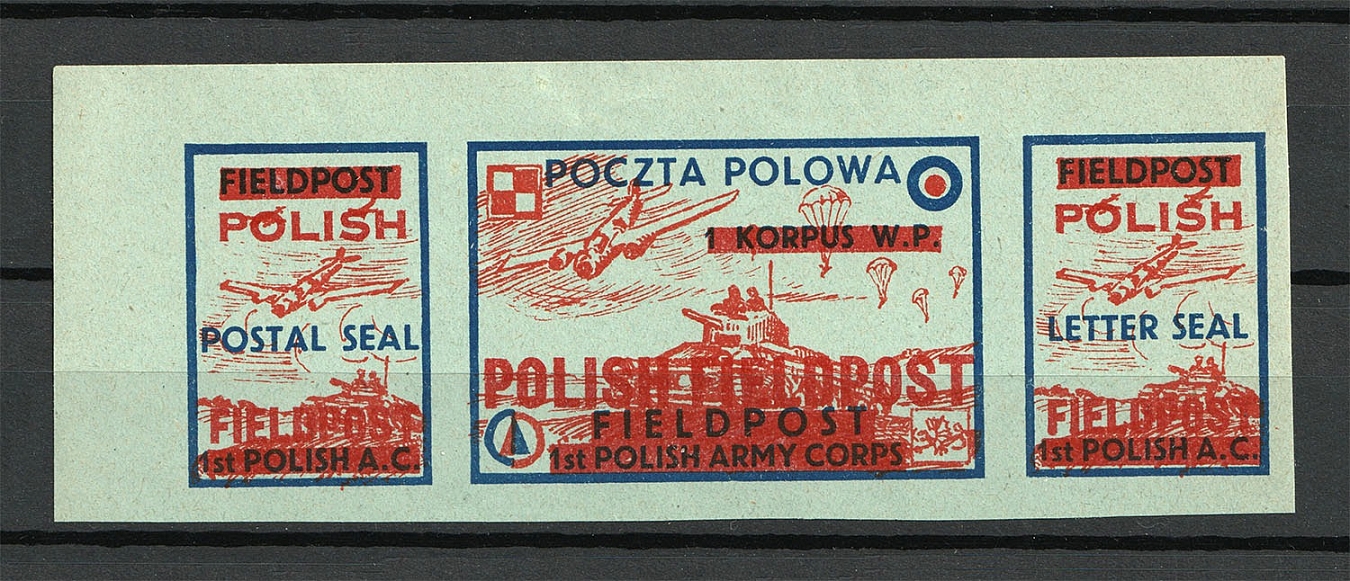 FIELDPOST
POLISH
POSTAL SEAL
FIELDPOST
1st POLISH A.C.
POCZTA POLOWA
1 KORPUS W.P.
POLISH FIELDPOST
FIELDPOST
1st POLISH ARMY CORPS
FIELDPOST
POLISH
LETTER SEAL
FIELDPOST
1st POLISH A.C.